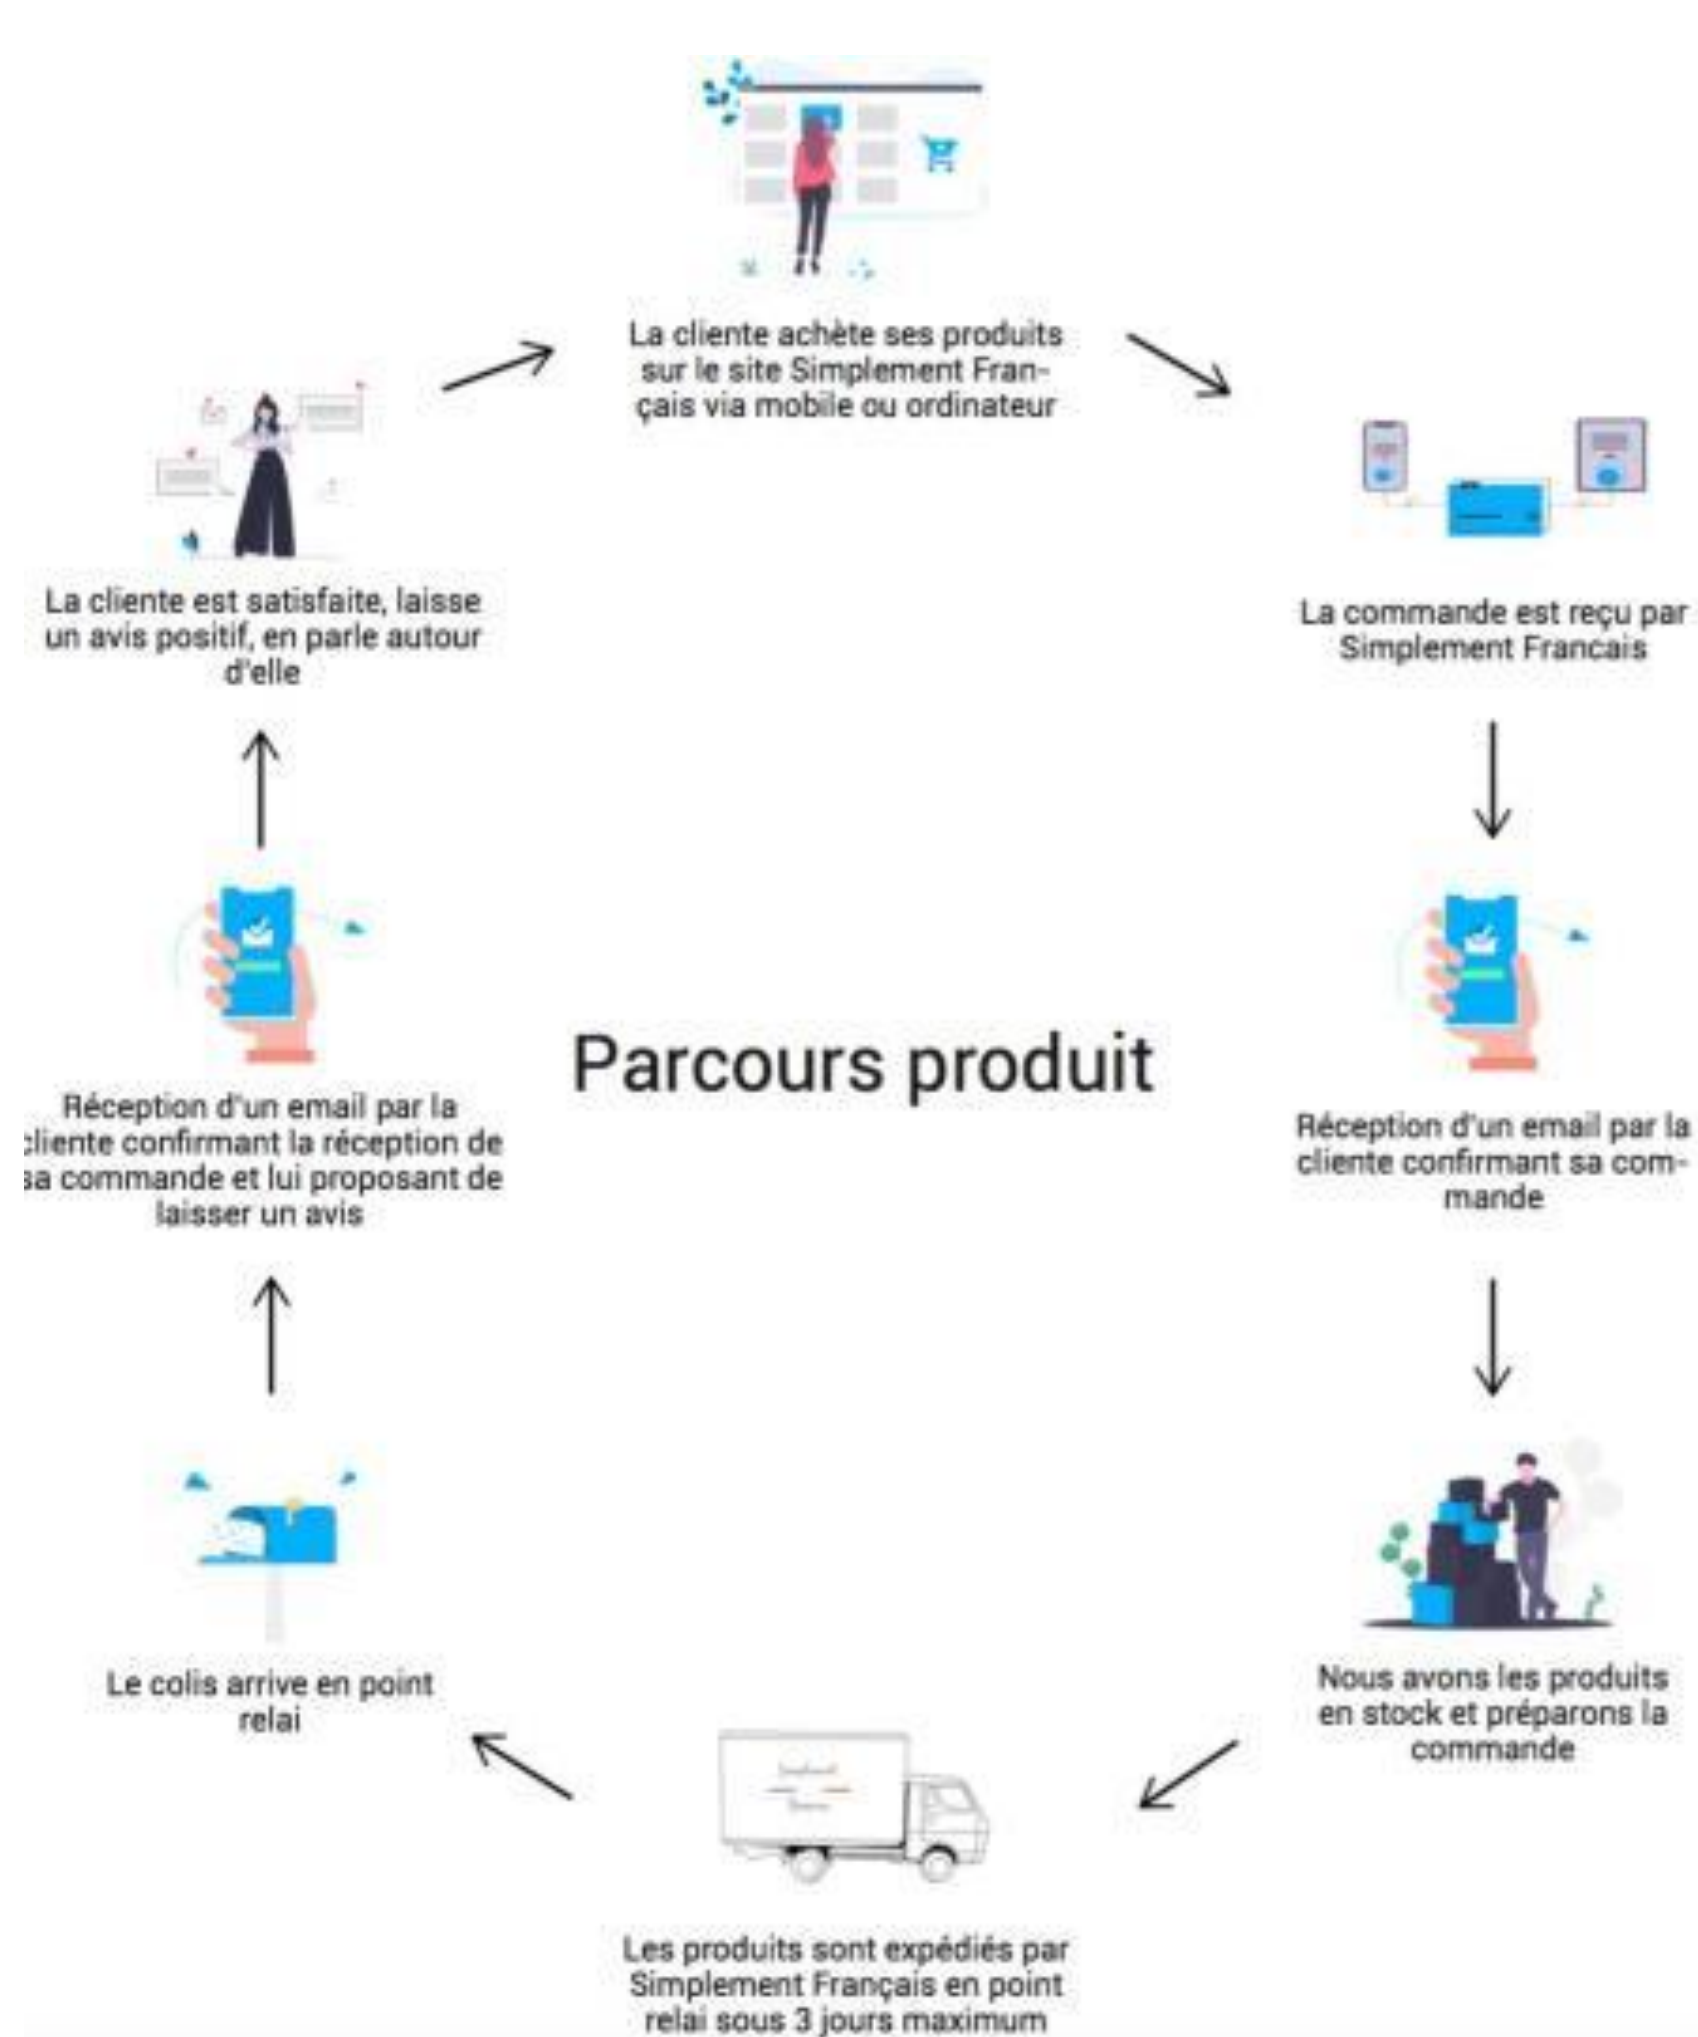 La cliente achète ses produits
sur le site Simplement Fran-
çais via mobile ou ordinateur
La commande est reçu par
Simplement Francais
Réception d'un email par la
cliente confirmant sa com-
mande
Nous avons les produits
en stock et préparons la
commande
Les produits sont expédiés par
Simplement Français en point
relai sous 3 jours maximum
Le colis arrive en point
relai
Réception d'un email par la
cliente confirmant la réception de
sa commande et lui proposant de
laisser un avis
La cliente est satisfaite, laisse
un avis positif, en parle autour
d'elle
Parcours produit